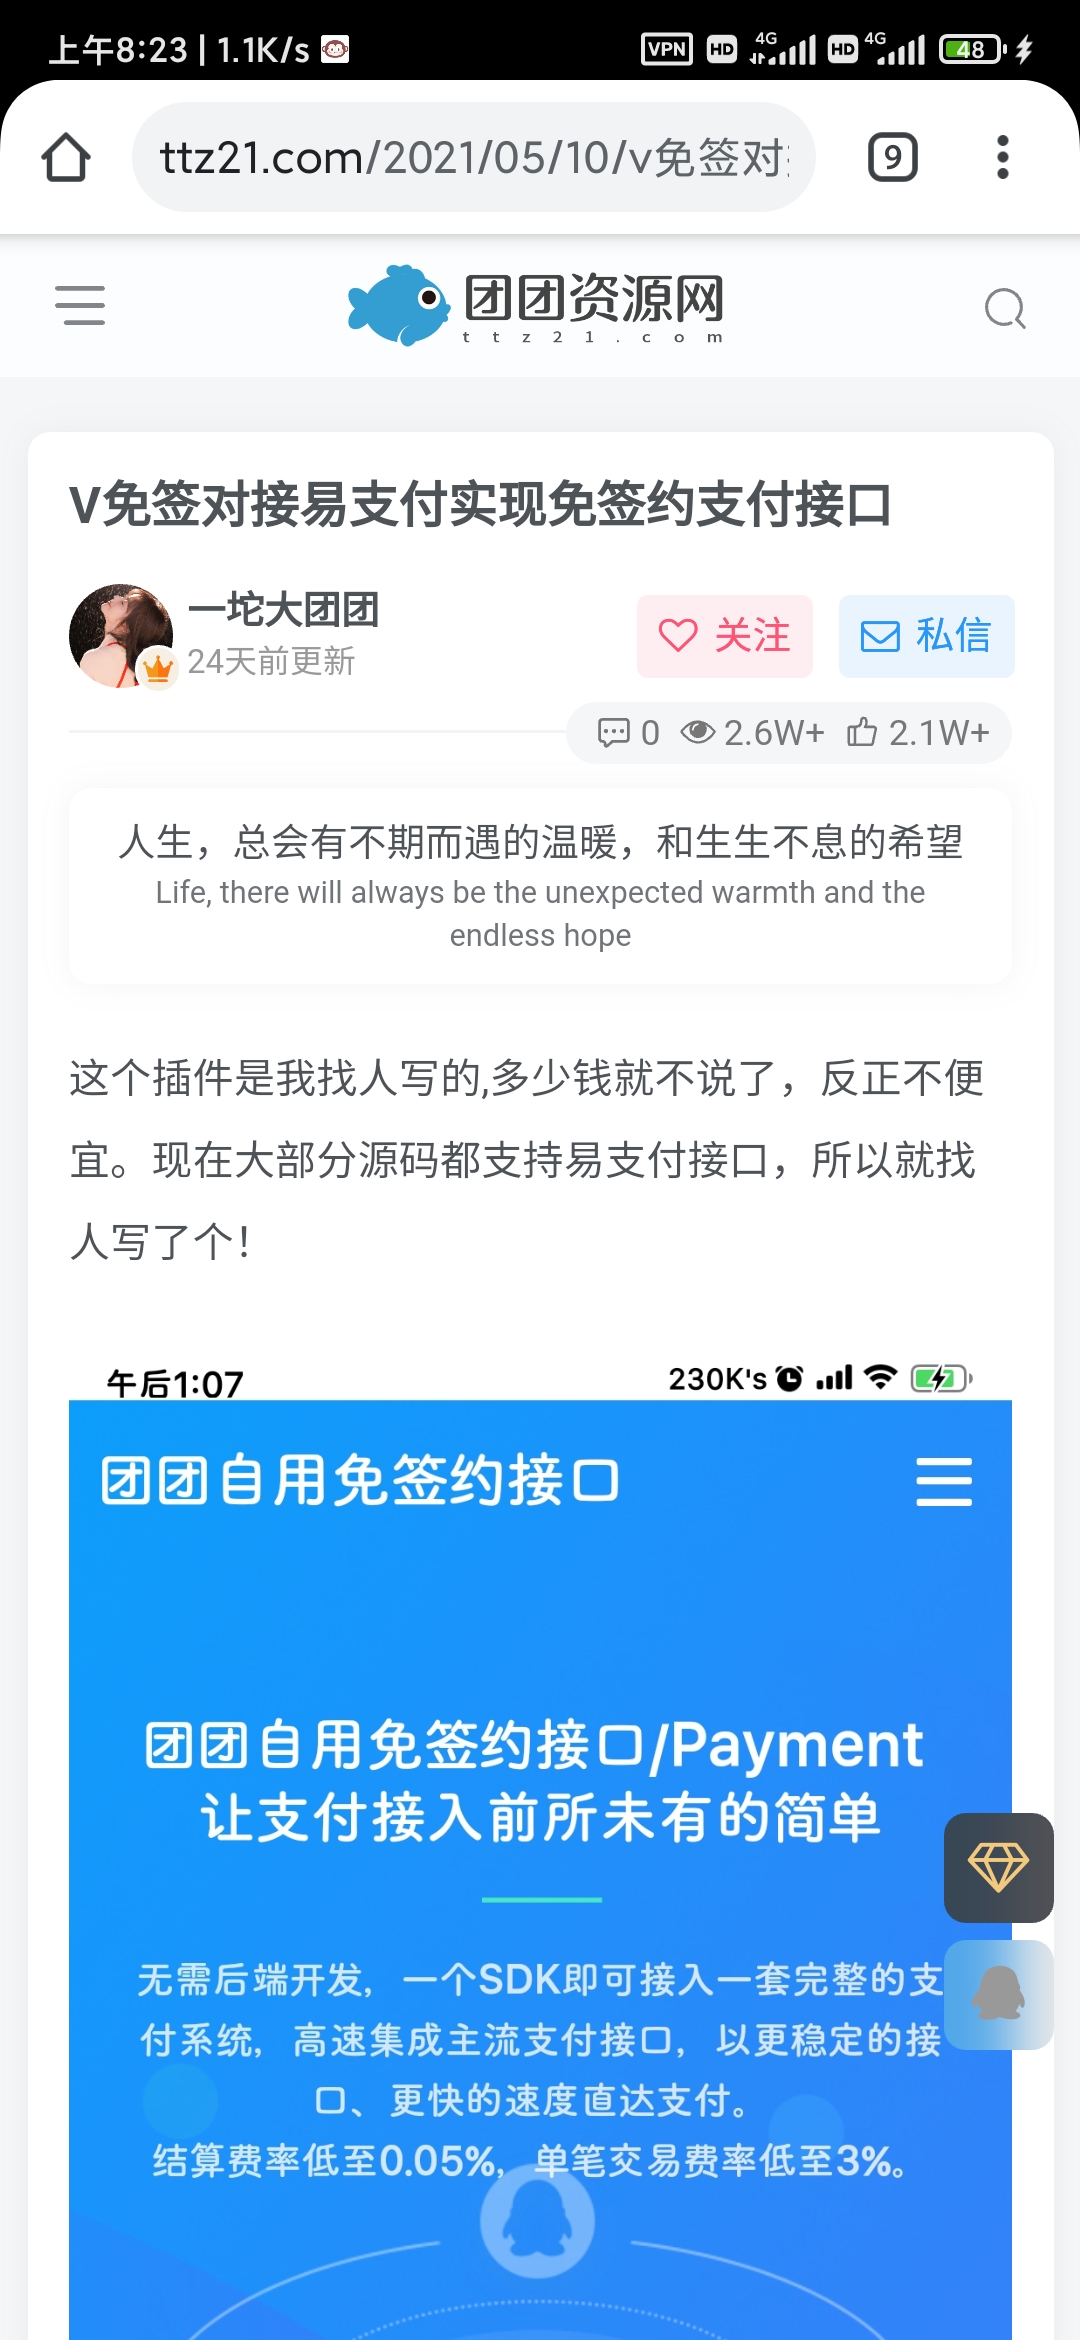 上午8:23 | 1.1K/s
VPN HD 4G HD 4G 48
ttz21.com/2021/05/10/v免签对
9
团团资源网
ttz21.com
V免签对接易支付实现免签约支付接口
一坨大团团
24天前更新
关注
私信
0 2.6W+ 2.1W+
人生，总会有不期而遇的温暖，和生生不息的希望
Life, there will always be the unexpected warmth and the
endless hope
这个插件是我找人写的,多少钱就不说了，反正不便
宜。现在大部分源码都支持易支付接口，所以就找
人写了个！
午后1:07
230K's
团团自用免签约接口
团团自用免签约接口/Payment
让支付接入前所未有的简单
无需后端开发，一个SDK即可接入一套完整的支
付系统，高速集成主流支付接口，以更稳定的接
口、更快的速度直达支付。
结算费率低至0.05%，单笔交易费率低至3%。